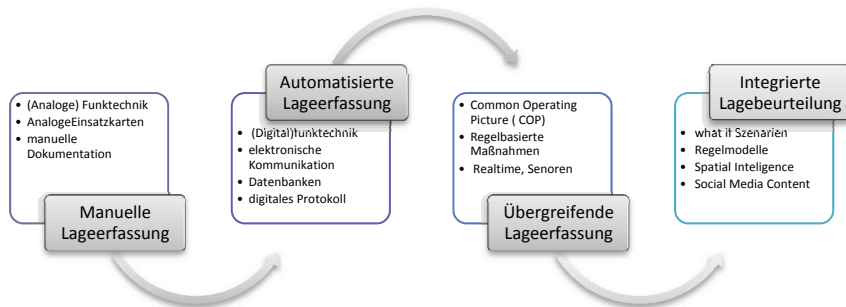 • (Analoge) Funktechnik
• AnalogeEinsatzkarten
• manuelle
Dokumentation
Manuelle
Lageerfassung
Automatisierte
Lageerfassung
• (Digital)funktechnik
• elektronische
Kommunikation
• Datenbanken
• digitales Protokoll
• Common Operating
Picture ( COP)
• Regelbasierte
Maßnahmen
• Realtime, Senoren
Übergreifende
Lageerfassung
Integrierte
Lagebeurteilung
• what if Szenarien
• Regelmodelle
• Spatial Inteligence
• Social Media Content